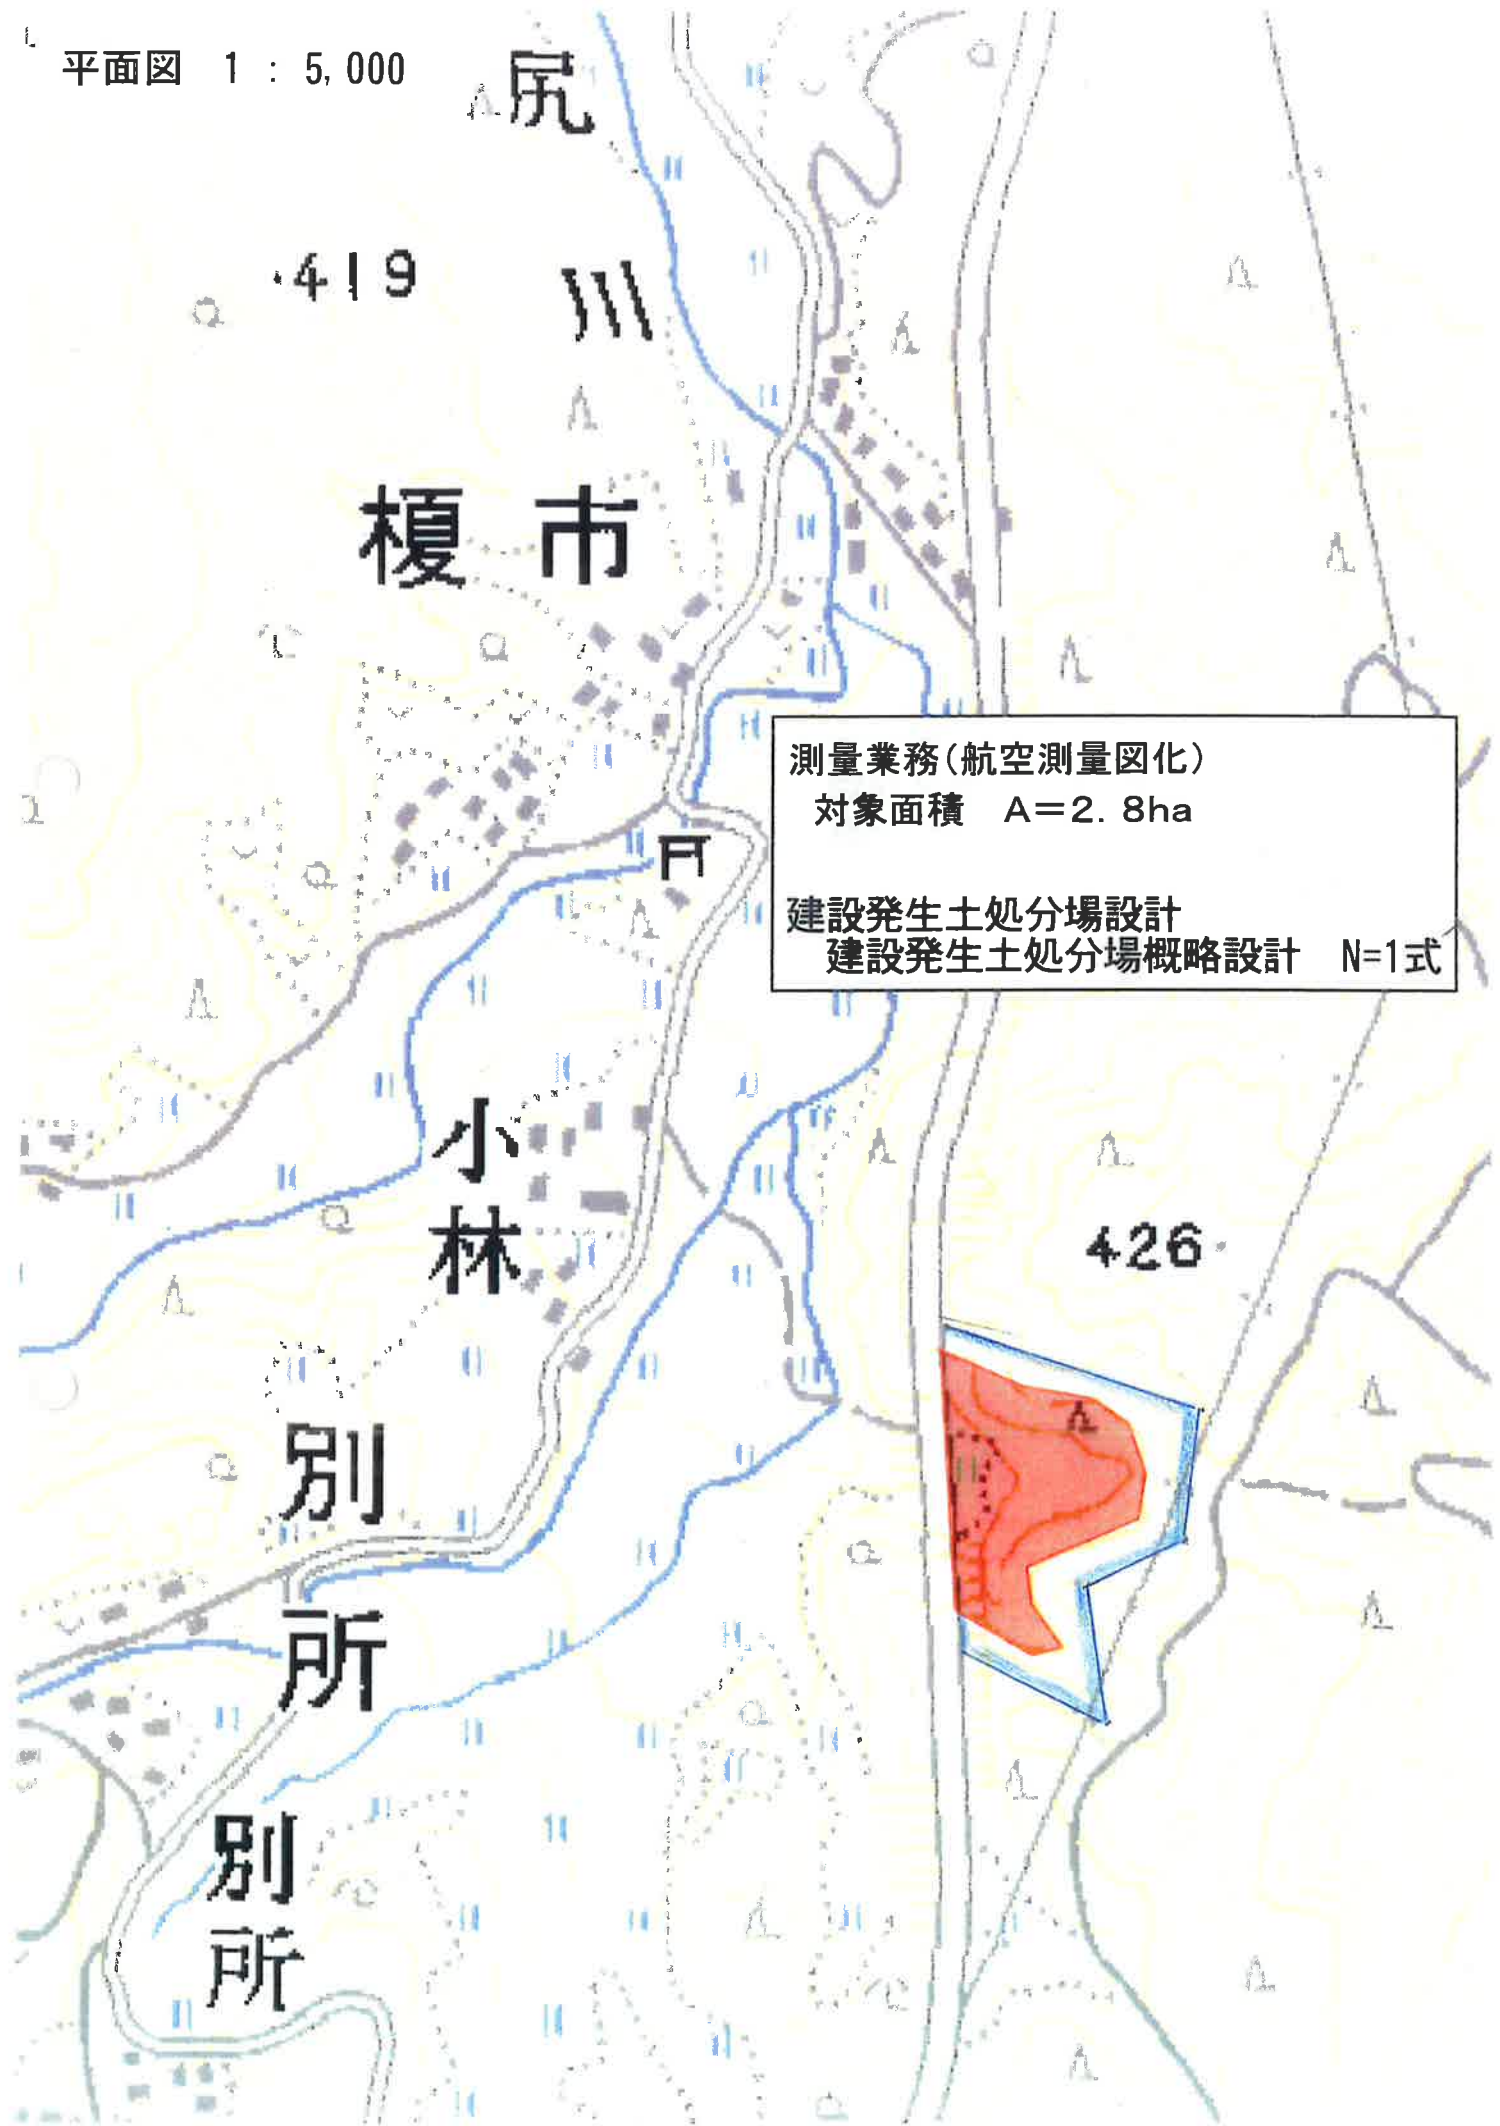 平面図 1 : 5,000
尻
川
・419
榎市
測量業務(航空測量図化)
対象面積 A=2.8ha
建設発生土処分場設計
建設発生土処分場概略設計 N=1式
小
林
426・
別
所
別
所